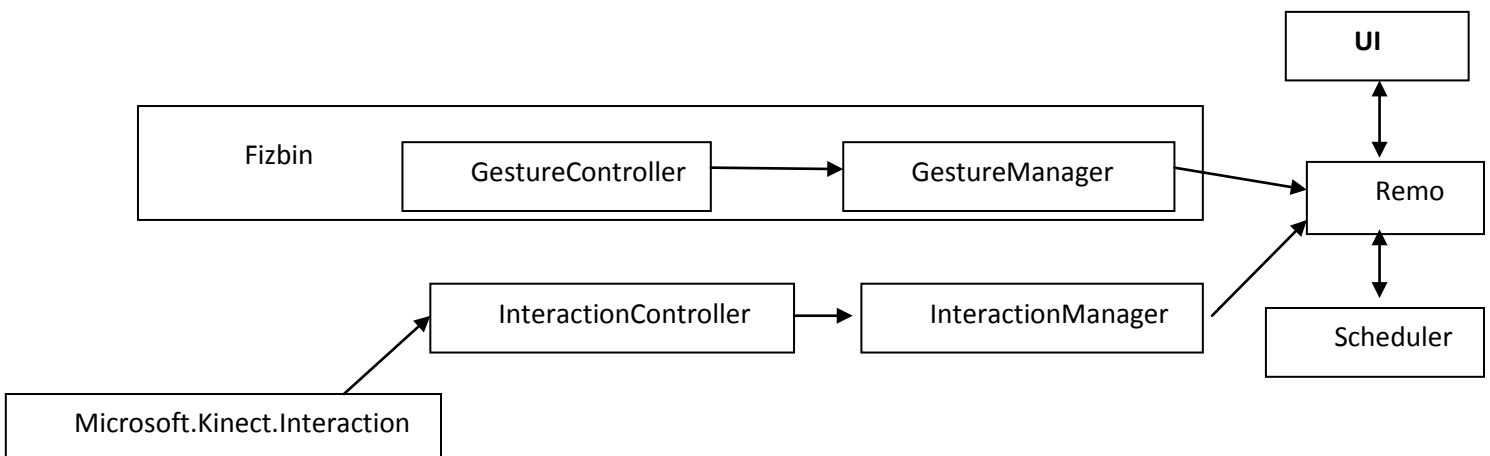 UI
Fizbin
GestureController
GestureManager
Remo
InteractionController
InteractionManager
Scheduler
Microsoft.Kinect.Interaction